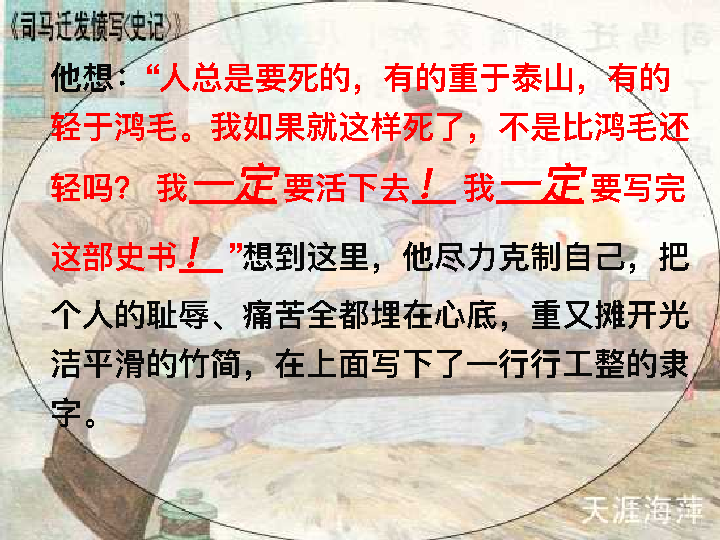 《司马迁发愤写《史记》》
他想：“人总是要死的，有的重于泰山，有的
轻于鸿毛。我如果就这样死了，不是比鸿毛还
轻吗？ 我一定要活下去！我一定要写完
这部史书！”想到这里，他尽力克制自己，把
个人的耻辱、痛苦全都埋在心底，重又摊开光
洁平滑的竹简，在上面写下了一行行工整的隶
字。
天涯海萍